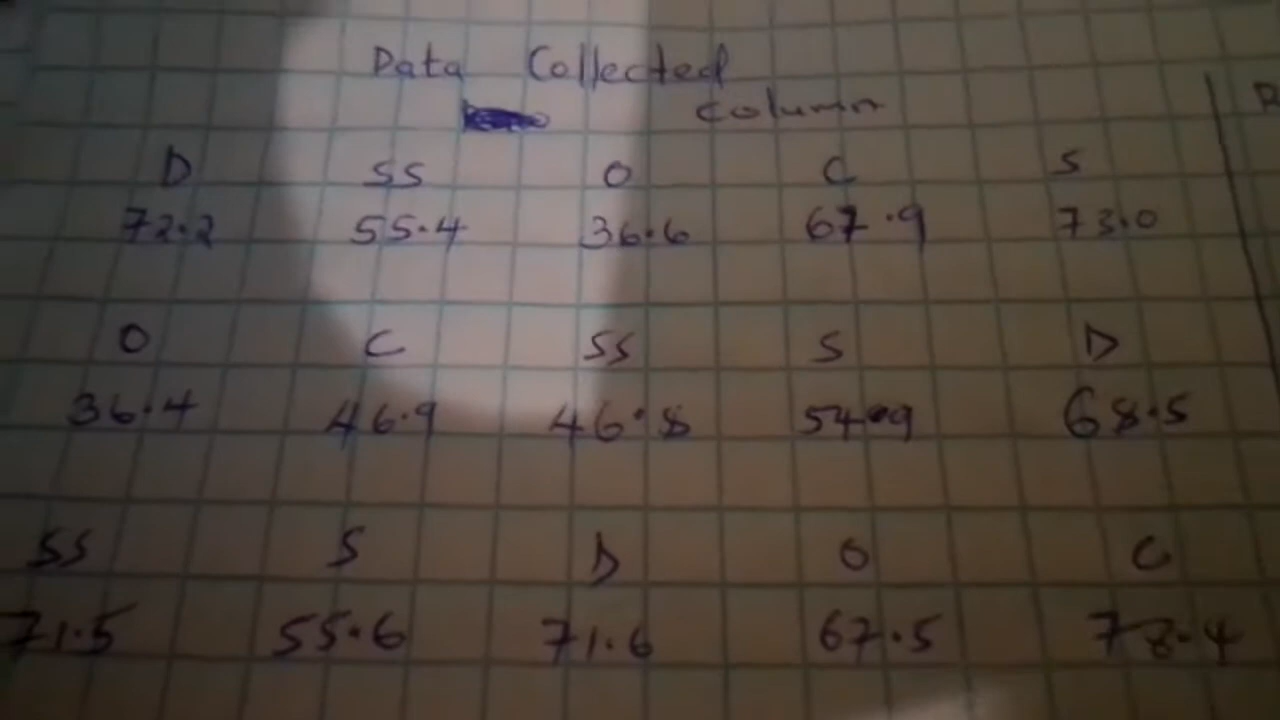 Data Collected
column
D SS O C S
72.2 55.4 36.6 67.9 73.0
O C SS S D
36.4 46.9 46.8 54.9 68.5
SS S D O C
71.5 55.6 71.6 67.5 78.4